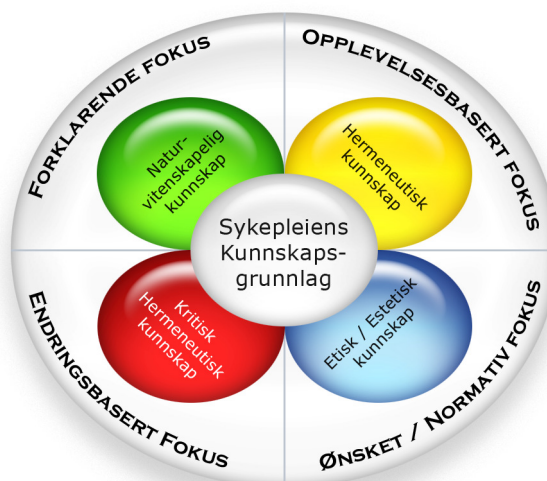 FORKLARENDE FOKUS
OPPLEVELSESBASERT FOKUS
Natur-
vitenskapelig
kunnskap
Hermeneutisk
kunnskap
Sykepleiens
Kunnskaps-
grunnlag
Kritisk
Hermeneutisk
kunnskap
Etisk / Estetisk
kunnskap
ENDRINGSBASERT FOKUS
ØNSKET / NORMATIV FOKUS